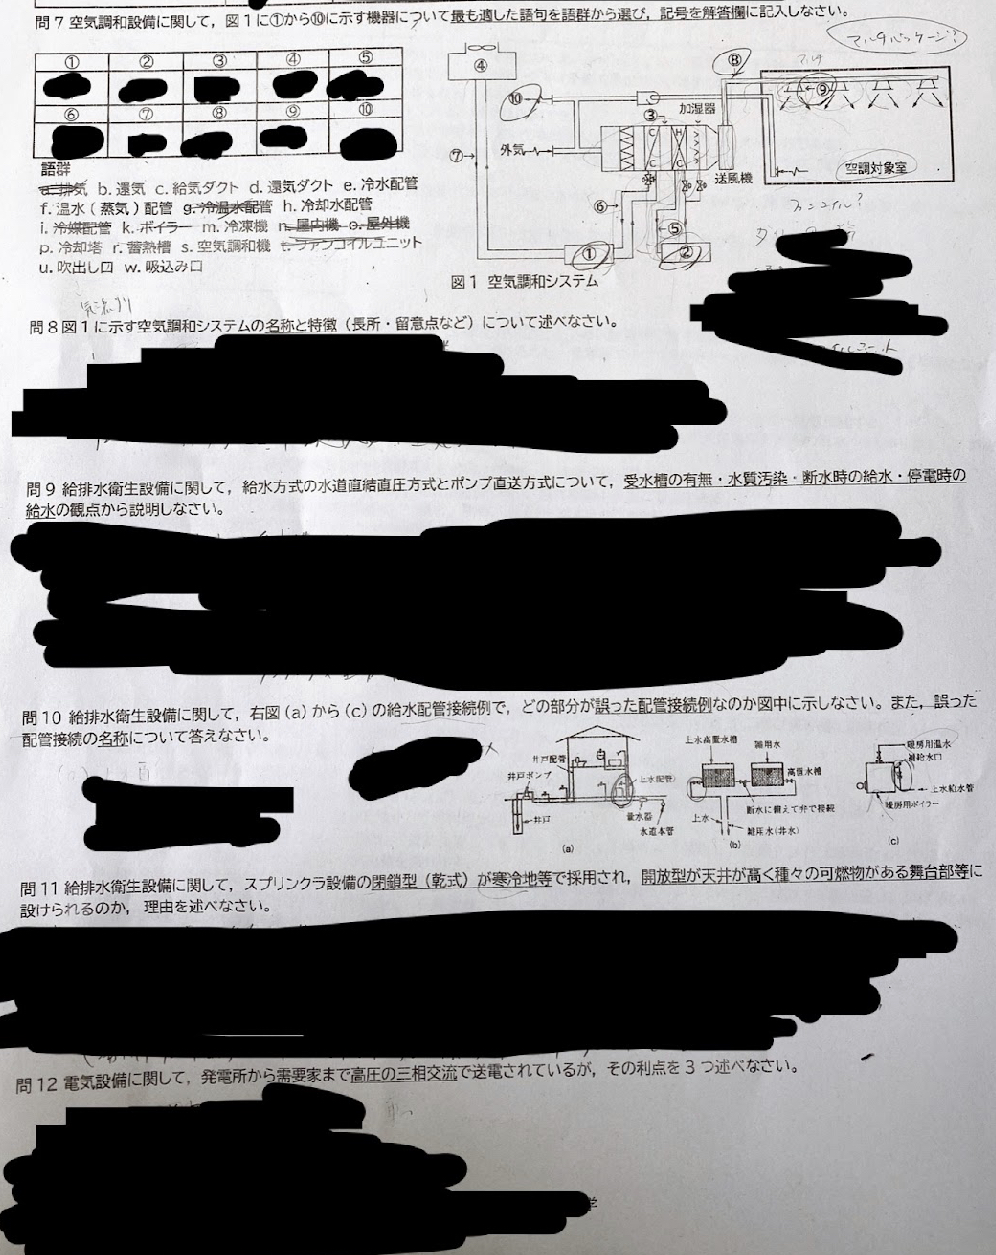 問7 空気調和設備に関して，図1に①から⑩に示す機器について最も適した語句を語群から選び，記号を解答欄に記入しなさい。
マルチパッケージ?
① ② ③ ④ ⑤
⑥ ⑦ ⑧ ⑨ ⑩
語群
a. 排気 b. 還気 c. 給気ダクト d. 還気ダクト e. 冷水配管
f. 温水(蒸気)配管 g. 冷温水配管 h. 冷却水配管
i. 冷媒配管 k. ボイラー m. 冷凍機 n. 屋内機 o. 屋外機
p. 冷却塔 r. 蓄熱槽 s. 空気調和機 t. ファンコイルユニット
u. 吹出し口 w. 吸込み口
④
⑧
⑩
⑨
加湿器
③
C H
C C
外気
⑦
送風機
空調対象室
⑥
⑤
① ②
図1 空気調和システム
問8 図1に示す空気調和システムの名称と特徴（長所・留意点など）について述べなさい。
問9 給排水衛生設備に関して，給水方式の水道直結直圧方式とポンプ直送方式について，受水槽の有無・水質汚染・断水時の給水・停電時の
給水の観点から説明しなさい。
問10 給排水衛生設備に関して，右図(a)から(c)の給水配管接続例で，どの部分が誤った配管接続例なのか図中に示しなさい。また，誤った
配管接続の名称について答えなさい。
井戸配管
井戸ポンプ
上水配管
井戸
量水器
水道本管
(a)
上水高置水槽
雑用水
高置水槽
断水に備えて弁で接続
上水
雑用水(井水)
(b)
暖房用温水
補給水口
上水給水管
暖房用ボイラー
(c)
問11 給排水衛生設備に関して，スプリンクラ設備の閉鎖型（乾式）が寒冷地等で採用され，開放型が天井が高く種々の可燃物がある舞台部等に
設けられるのか，理由を述べなさい。
問12 電気設備に関して，発電所から需要家まで高圧の三相交流で送電されているが，その利点を3つ述べなさい。